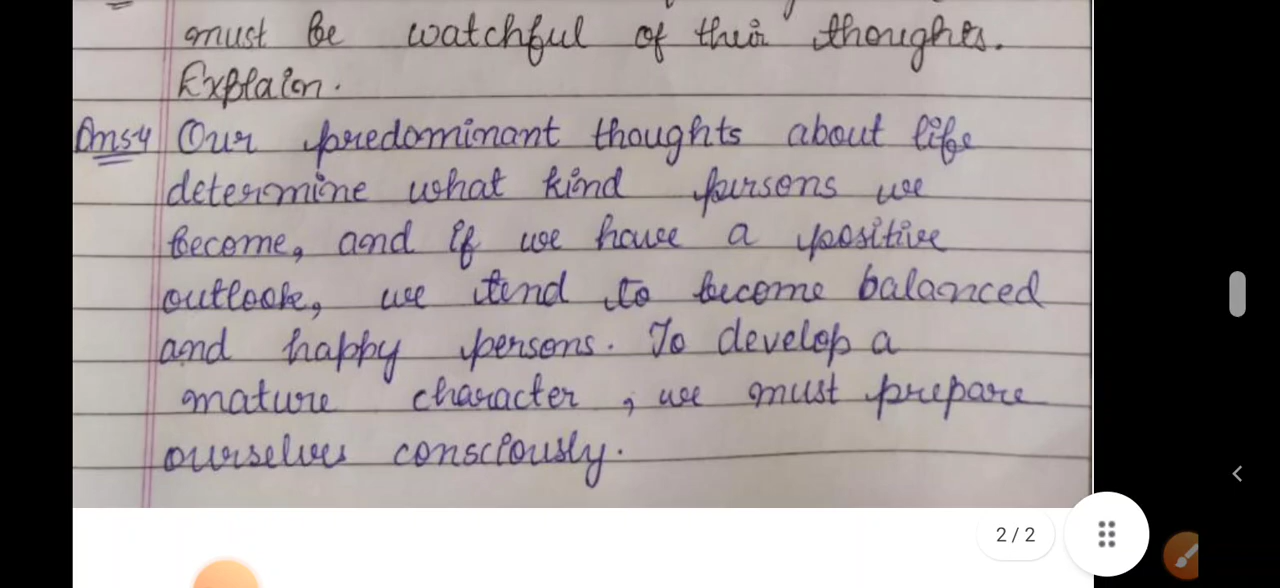 must be watchful of their thoughts.
Explain.
Ans4 Our predominant thoughts about life
determine what kind persons we
become, and if we have a positive
outlook, we tend to become balanced
and happy persons. To develop a
mature character, we must prepare
ourselves consciously.
2 / 2